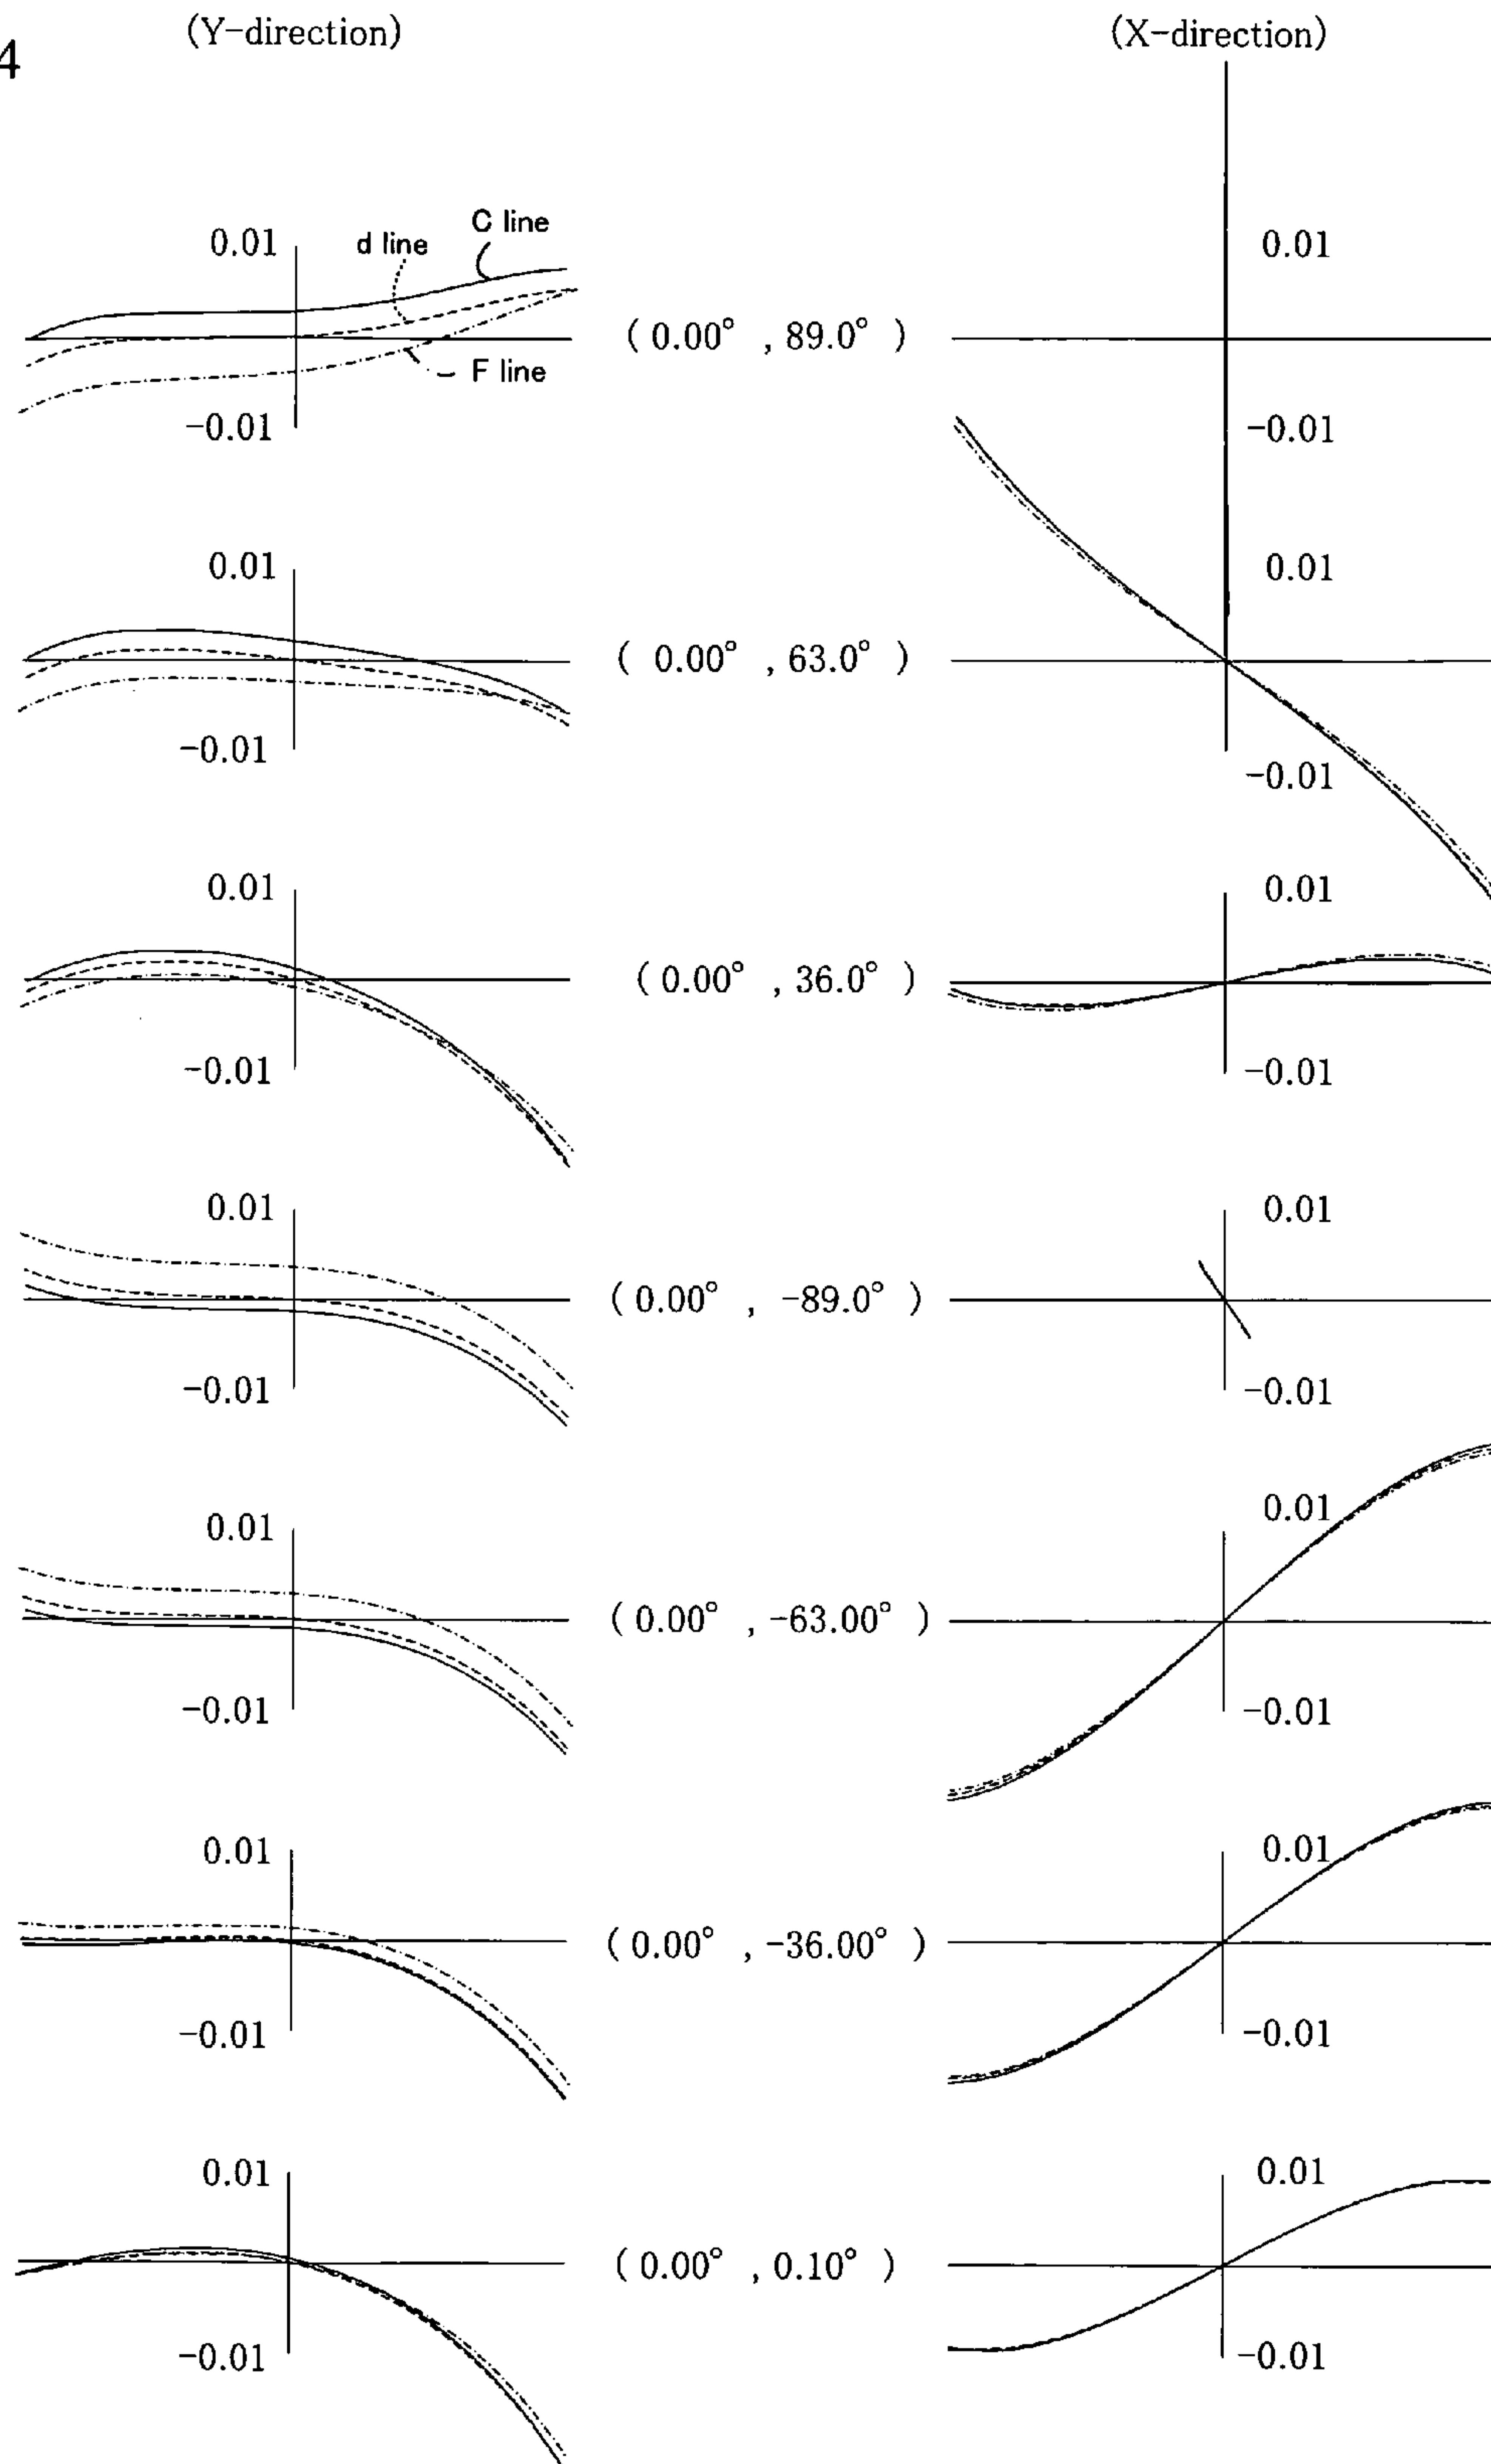 4
(Y-direction) (X-direction)
0.01 d line C line 0.01
( 0.00° , 89.0° )
F line
-0.01 -0.01
0.01 0.01
( 0.00° , 63.0° )
-0.01 -0.01
0.01 0.01
( 0.00° , 36.0° )
-0.01 -0.01
0.01 0.01
( 0.00° , -89.0° )
-0.01 -0.01
0.01 0.01
( 0.00° , -63.00° )
-0.01 -0.01
0.01 0.01
( 0.00° , -36.00° )
-0.01 -0.01
0.01 0.01
( 0.00° , 0.10° )
-0.01 -0.01